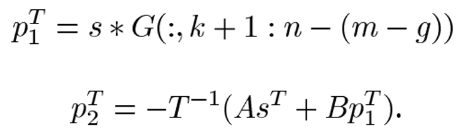 p_1^T = s * G(:, k + 1 : n − (m − g))
p_2^T = −T^{−1}(As^T + Bp_1^T).